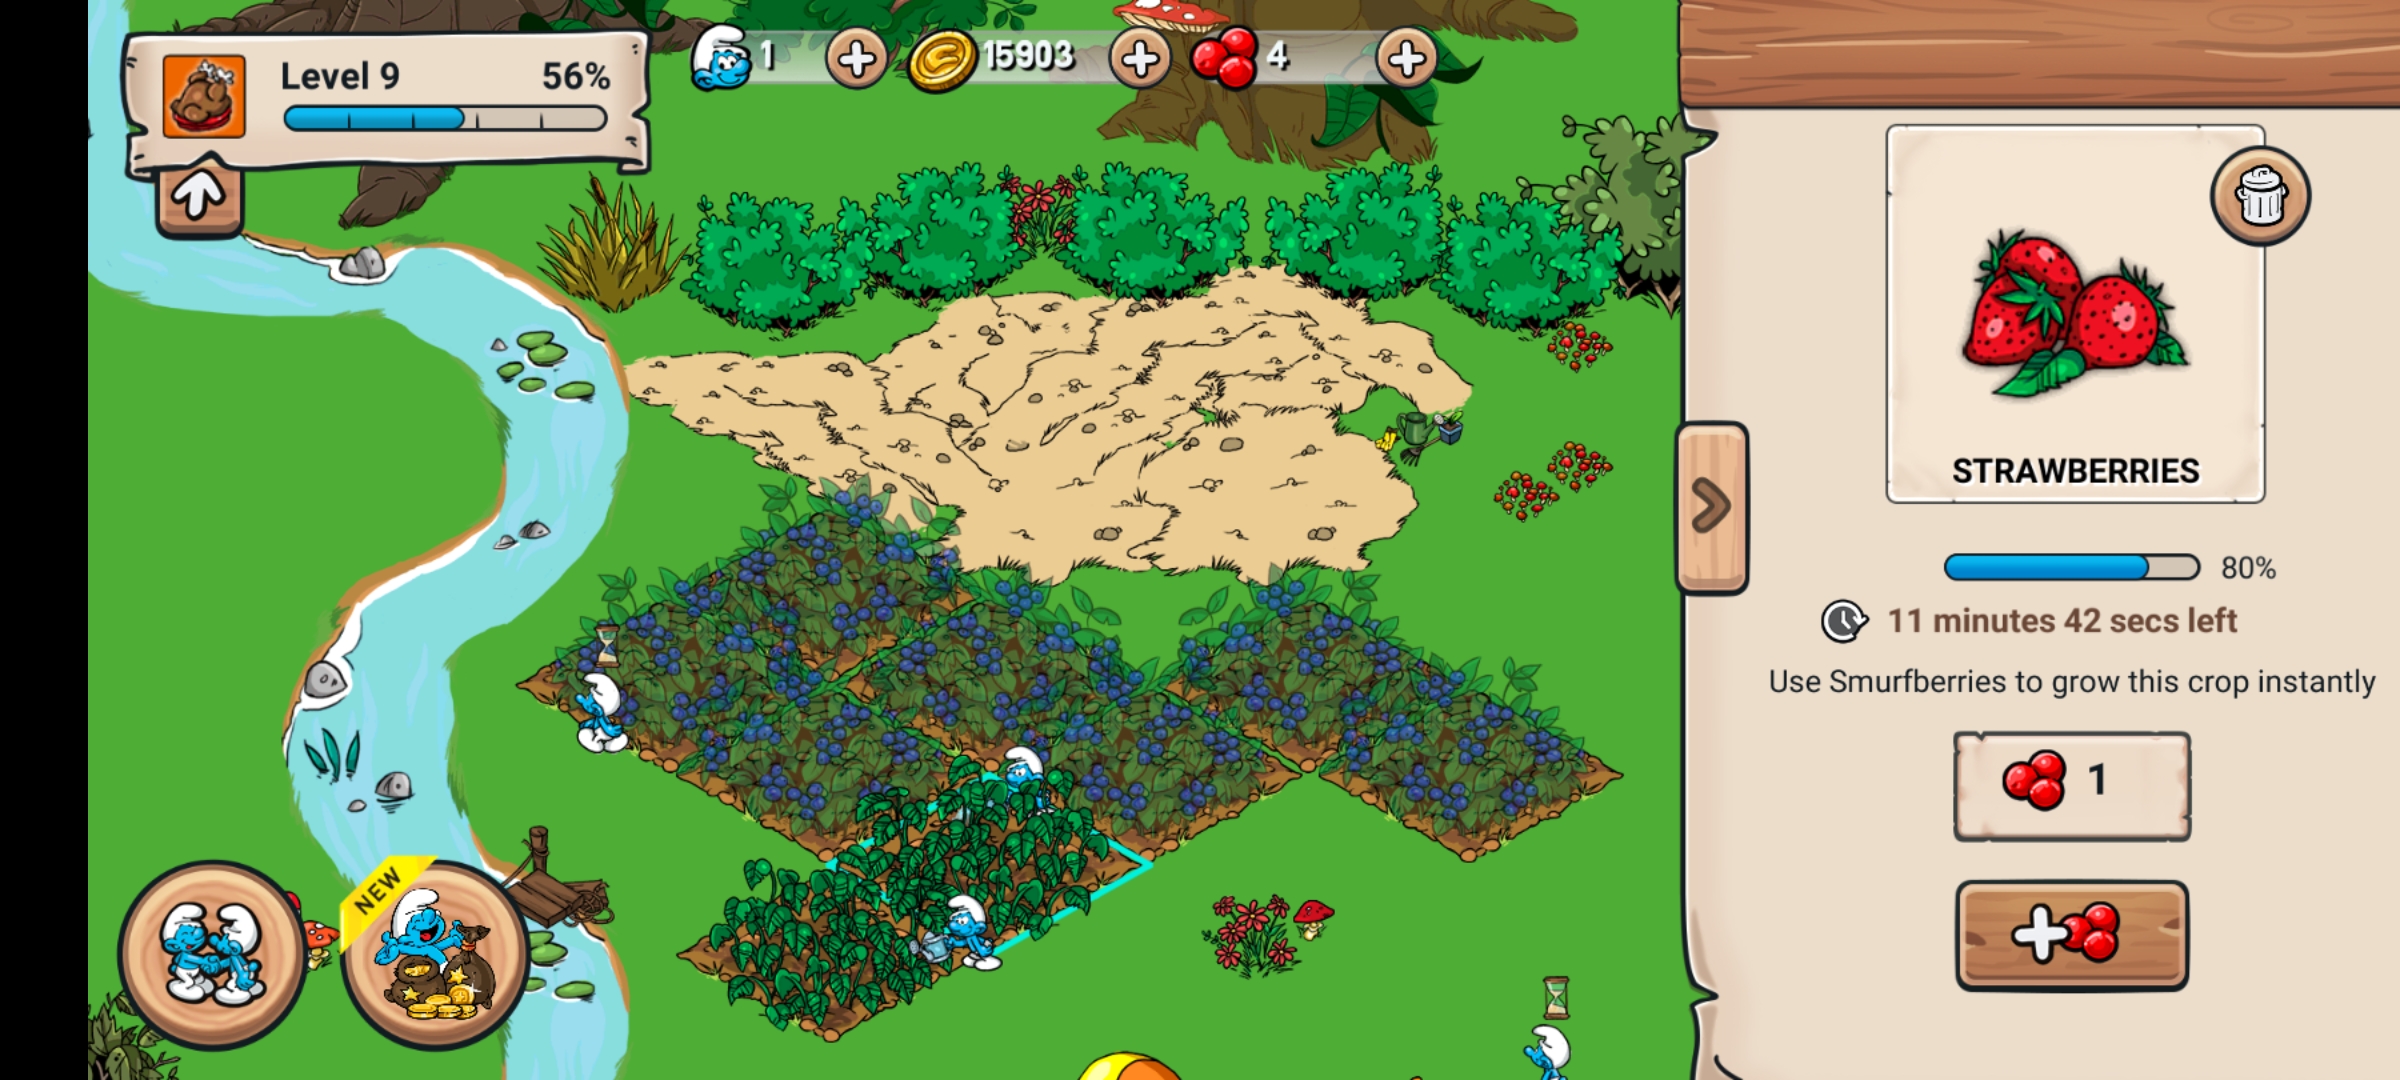 Level 9
56%
1
15903
4
STRAWBERRIES
80%
11 minutes 42 secs left
Use Smurfberries to grow this crop instantly
1
NEW